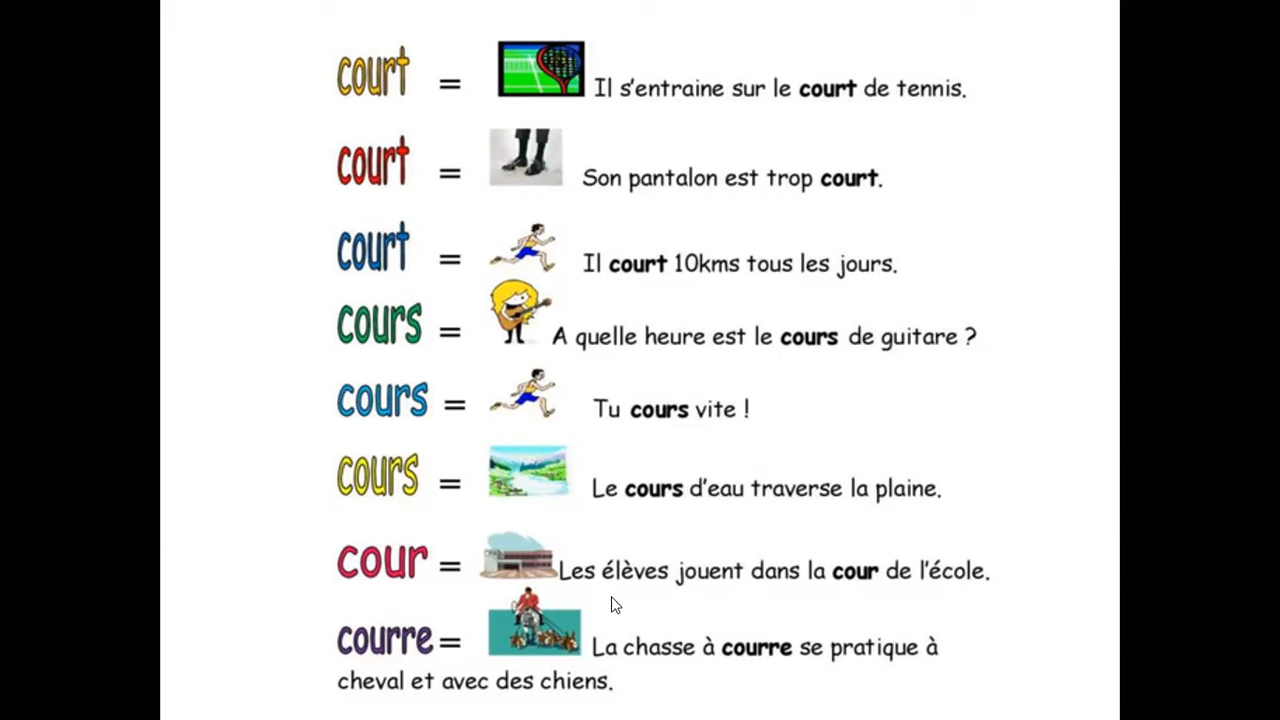 court = Il s'entraine sur le court de tennis.
court = Son pantalon est trop court.
court = Il court 10kms tous les jours.
cours = A quelle heure est le cours de guitare ?
cours = Tu cours vite !
cours = Le cours d'eau traverse la plaine.
cour = Les élèves jouent dans la cour de l'école.
courre = La chasse à courre se pratique à
cheval et avec des chiens.